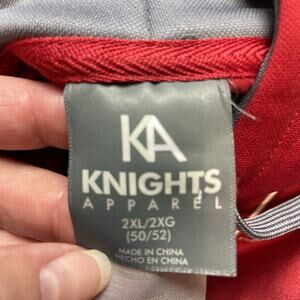 KA
KNIGHTS
APPAREL
2XL/2XG
(50/52)
MADE IN CHINA
HECHO EN CHINA